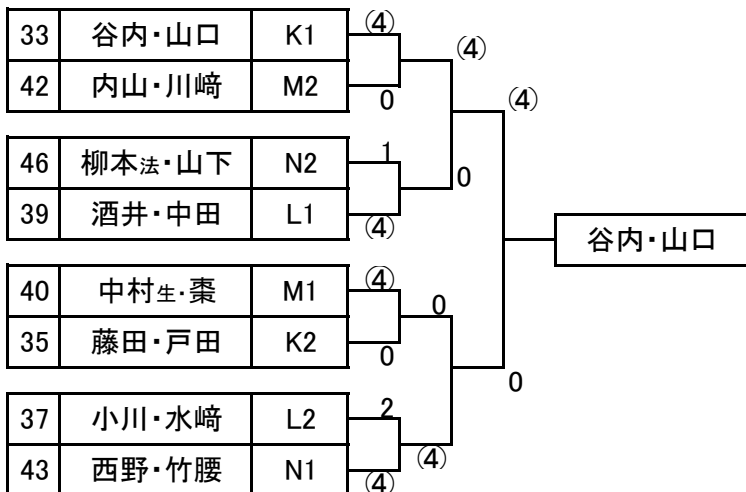 33 谷内・山口 K1 ④
④
42 内山・川﨑 M2 0
④
46 柳本法・山下 N2 1
0
39 酒井・中田 L1 ④
谷内・山口
40 中村生・棗 M1 ④
0
35 藤田・戸田 K2 0
0
37 小川・水﨑 L2 2
④
43 西野・竹腰 N1 ④